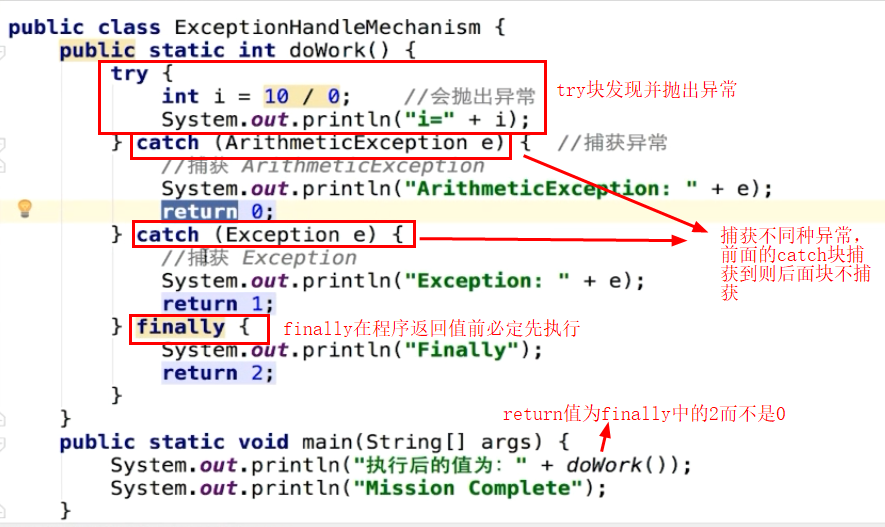 public class ExceptionHandleMechanism {
public static int doWork() {
try {
int i = 10 / 0; //会抛出异常
try块发现并抛出异常
System.out.println("i=" + i);
} catch (ArithmeticException e) { //捕获异常
//捕获 ArithmeticException
System.out.println("ArithmeticException: " + e);
return 0;
} catch (Exception e) {
捕获不同种异常，
前面的catch块捕
获到则后面块不捕
获
//捕获 Exception
System.out.println("Exception: " + e);
return 1;
} finally {
finally在程序返回值前必定先执行
System.out.println("Finally");
return 2;
}
}
return值为finally中的2而不是0
public static void main(String[] args) {
System.out.println("执行后的值为：" + doWork());
System.out.println("Mission Complete");
}